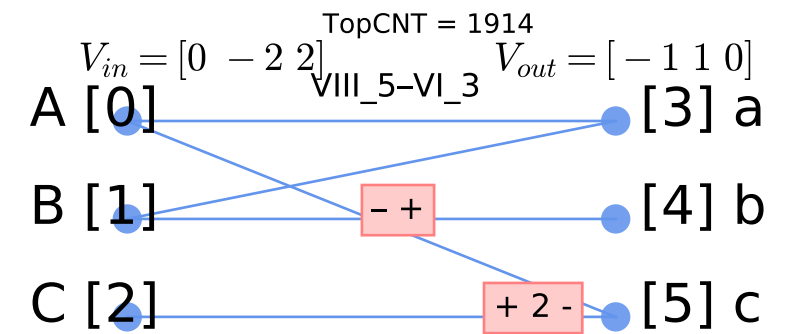 TopCNT = 1914
V_in = [0 − 2 2] V_out = [− 1 1 0]
VIII_5–VI_3
A [0] [3] a
B [1] – + [4] b
C [2] + 2 - [5] c